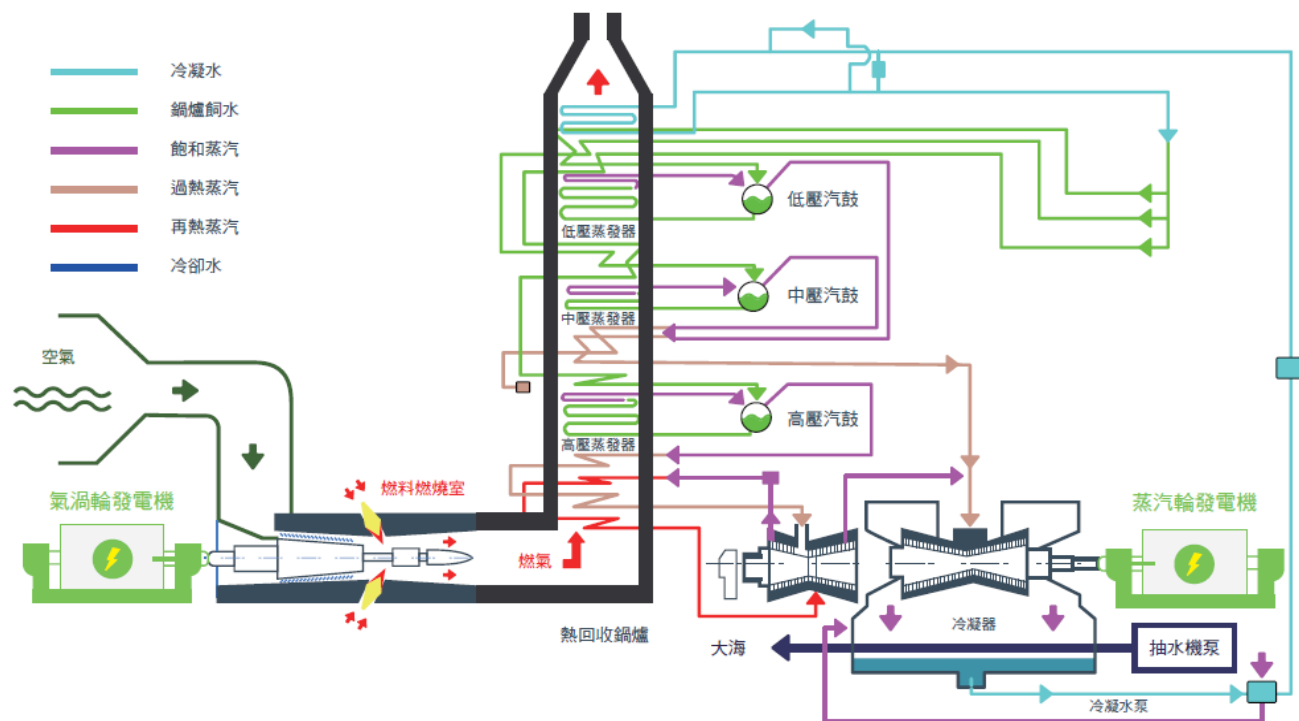 冷凝水
鍋爐飼水
飽和蒸汽
過熱蒸汽
再熱蒸汽
冷卻水
低壓汽鼓
低壓蒸發器
中壓汽鼓
中壓蒸發器
空氣
高壓汽鼓
高壓蒸發器
燃料燃燒室
氣渦輪發電機
蒸汽輪發電機
燃氣
熱回收鍋爐
冷凝器
大海
抽水機泵
冷凝水泵